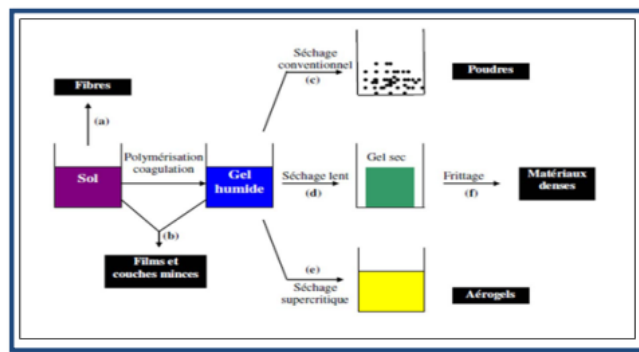 Séchage
conventionnel
(c)
Poudres
Fibres
(a)
Sol
Polymérisation
coagulation
Gel
humide
Séchage lent
(d)
Gel sec
Frittage
(f)
Matériaux
denses
(b)
Films et
couches minces
(e)
Séchage
supercritique
Aérogels